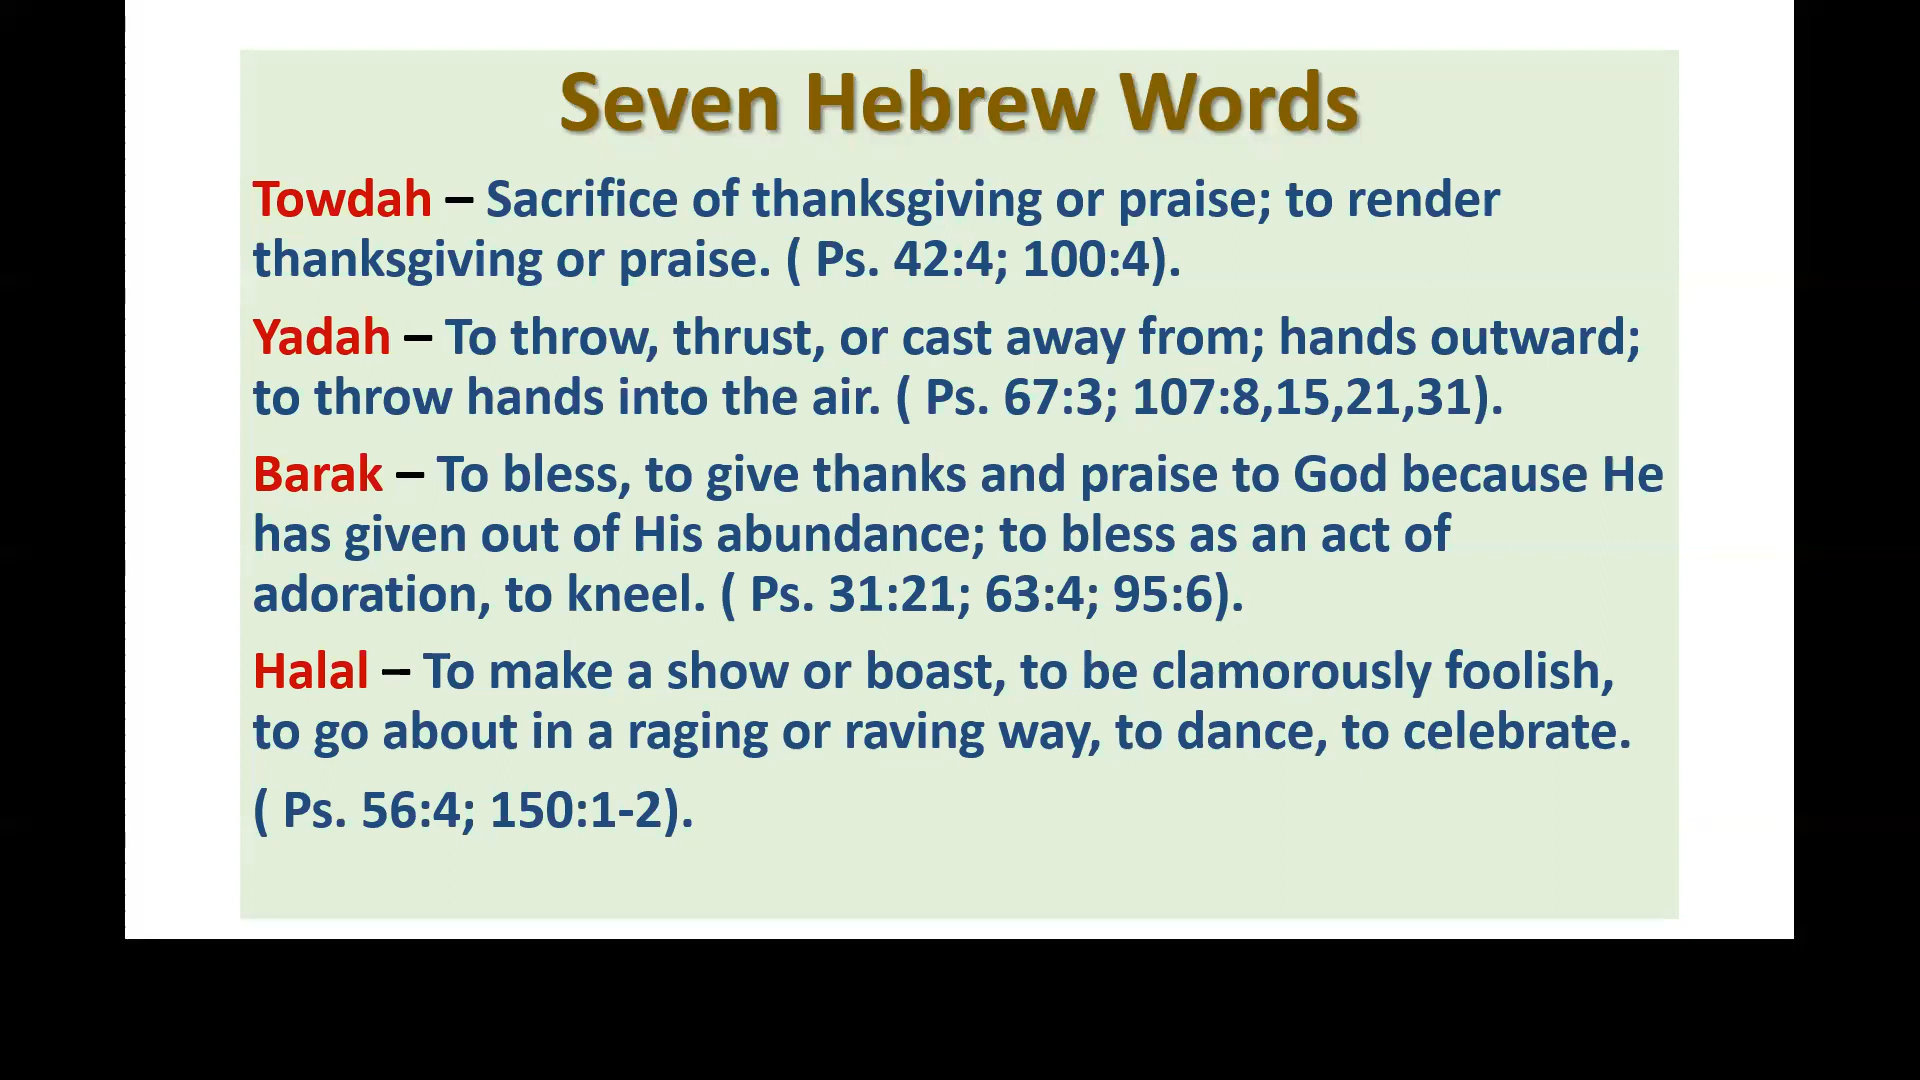 Seven Hebrew Words
Towdah – Sacrifice of thanksgiving or praise; to render
thanksgiving or praise. ( Ps. 42:4; 100:4).
Yadah – To throw, thrust, or cast away from; hands outward;
to throw hands into the air. ( Ps. 67:3; 107:8,15,21,31).
Barak – To bless, to give thanks and praise to God because He
has given out of His abundance; to bless as an act of
adoration, to kneel. ( Ps. 31:21; 63:4; 95:6).
Halal – To make a show or boast, to be clamorously foolish,
to go about in a raging or raving way, to dance, to celebrate.
( Ps. 56:4; 150:1-2).